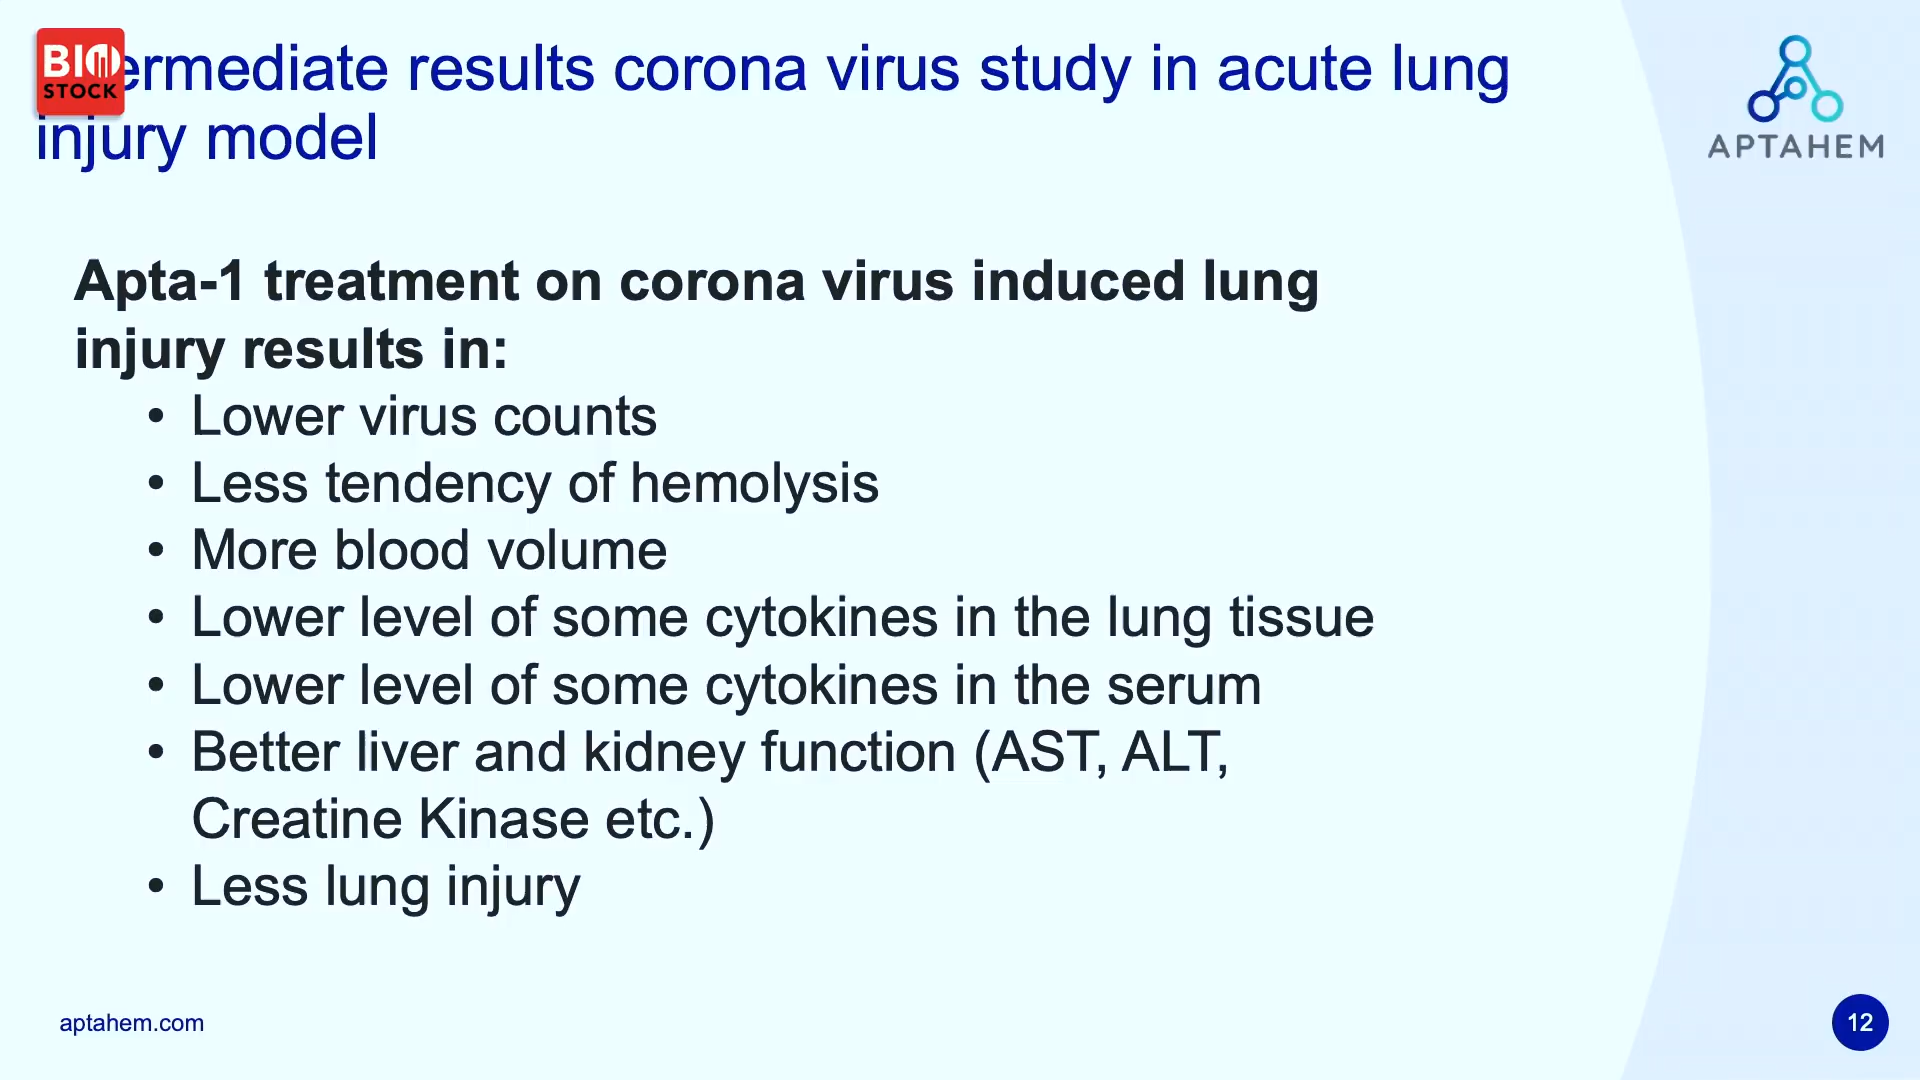 BIO
STOCK
ermediate results corona virus study in acute lung
injury model
APTAHEM
Apta-1 treatment on corona virus induced lung
injury results in:
• Lower virus counts
• Less tendency of hemolysis
• More blood volume
• Lower level of some cytokines in the lung tissue
• Lower level of some cytokines in the serum
• Better liver and kidney function (AST, ALT,
Creatine Kinase etc.)
• Less lung injury
aptahem.com
12